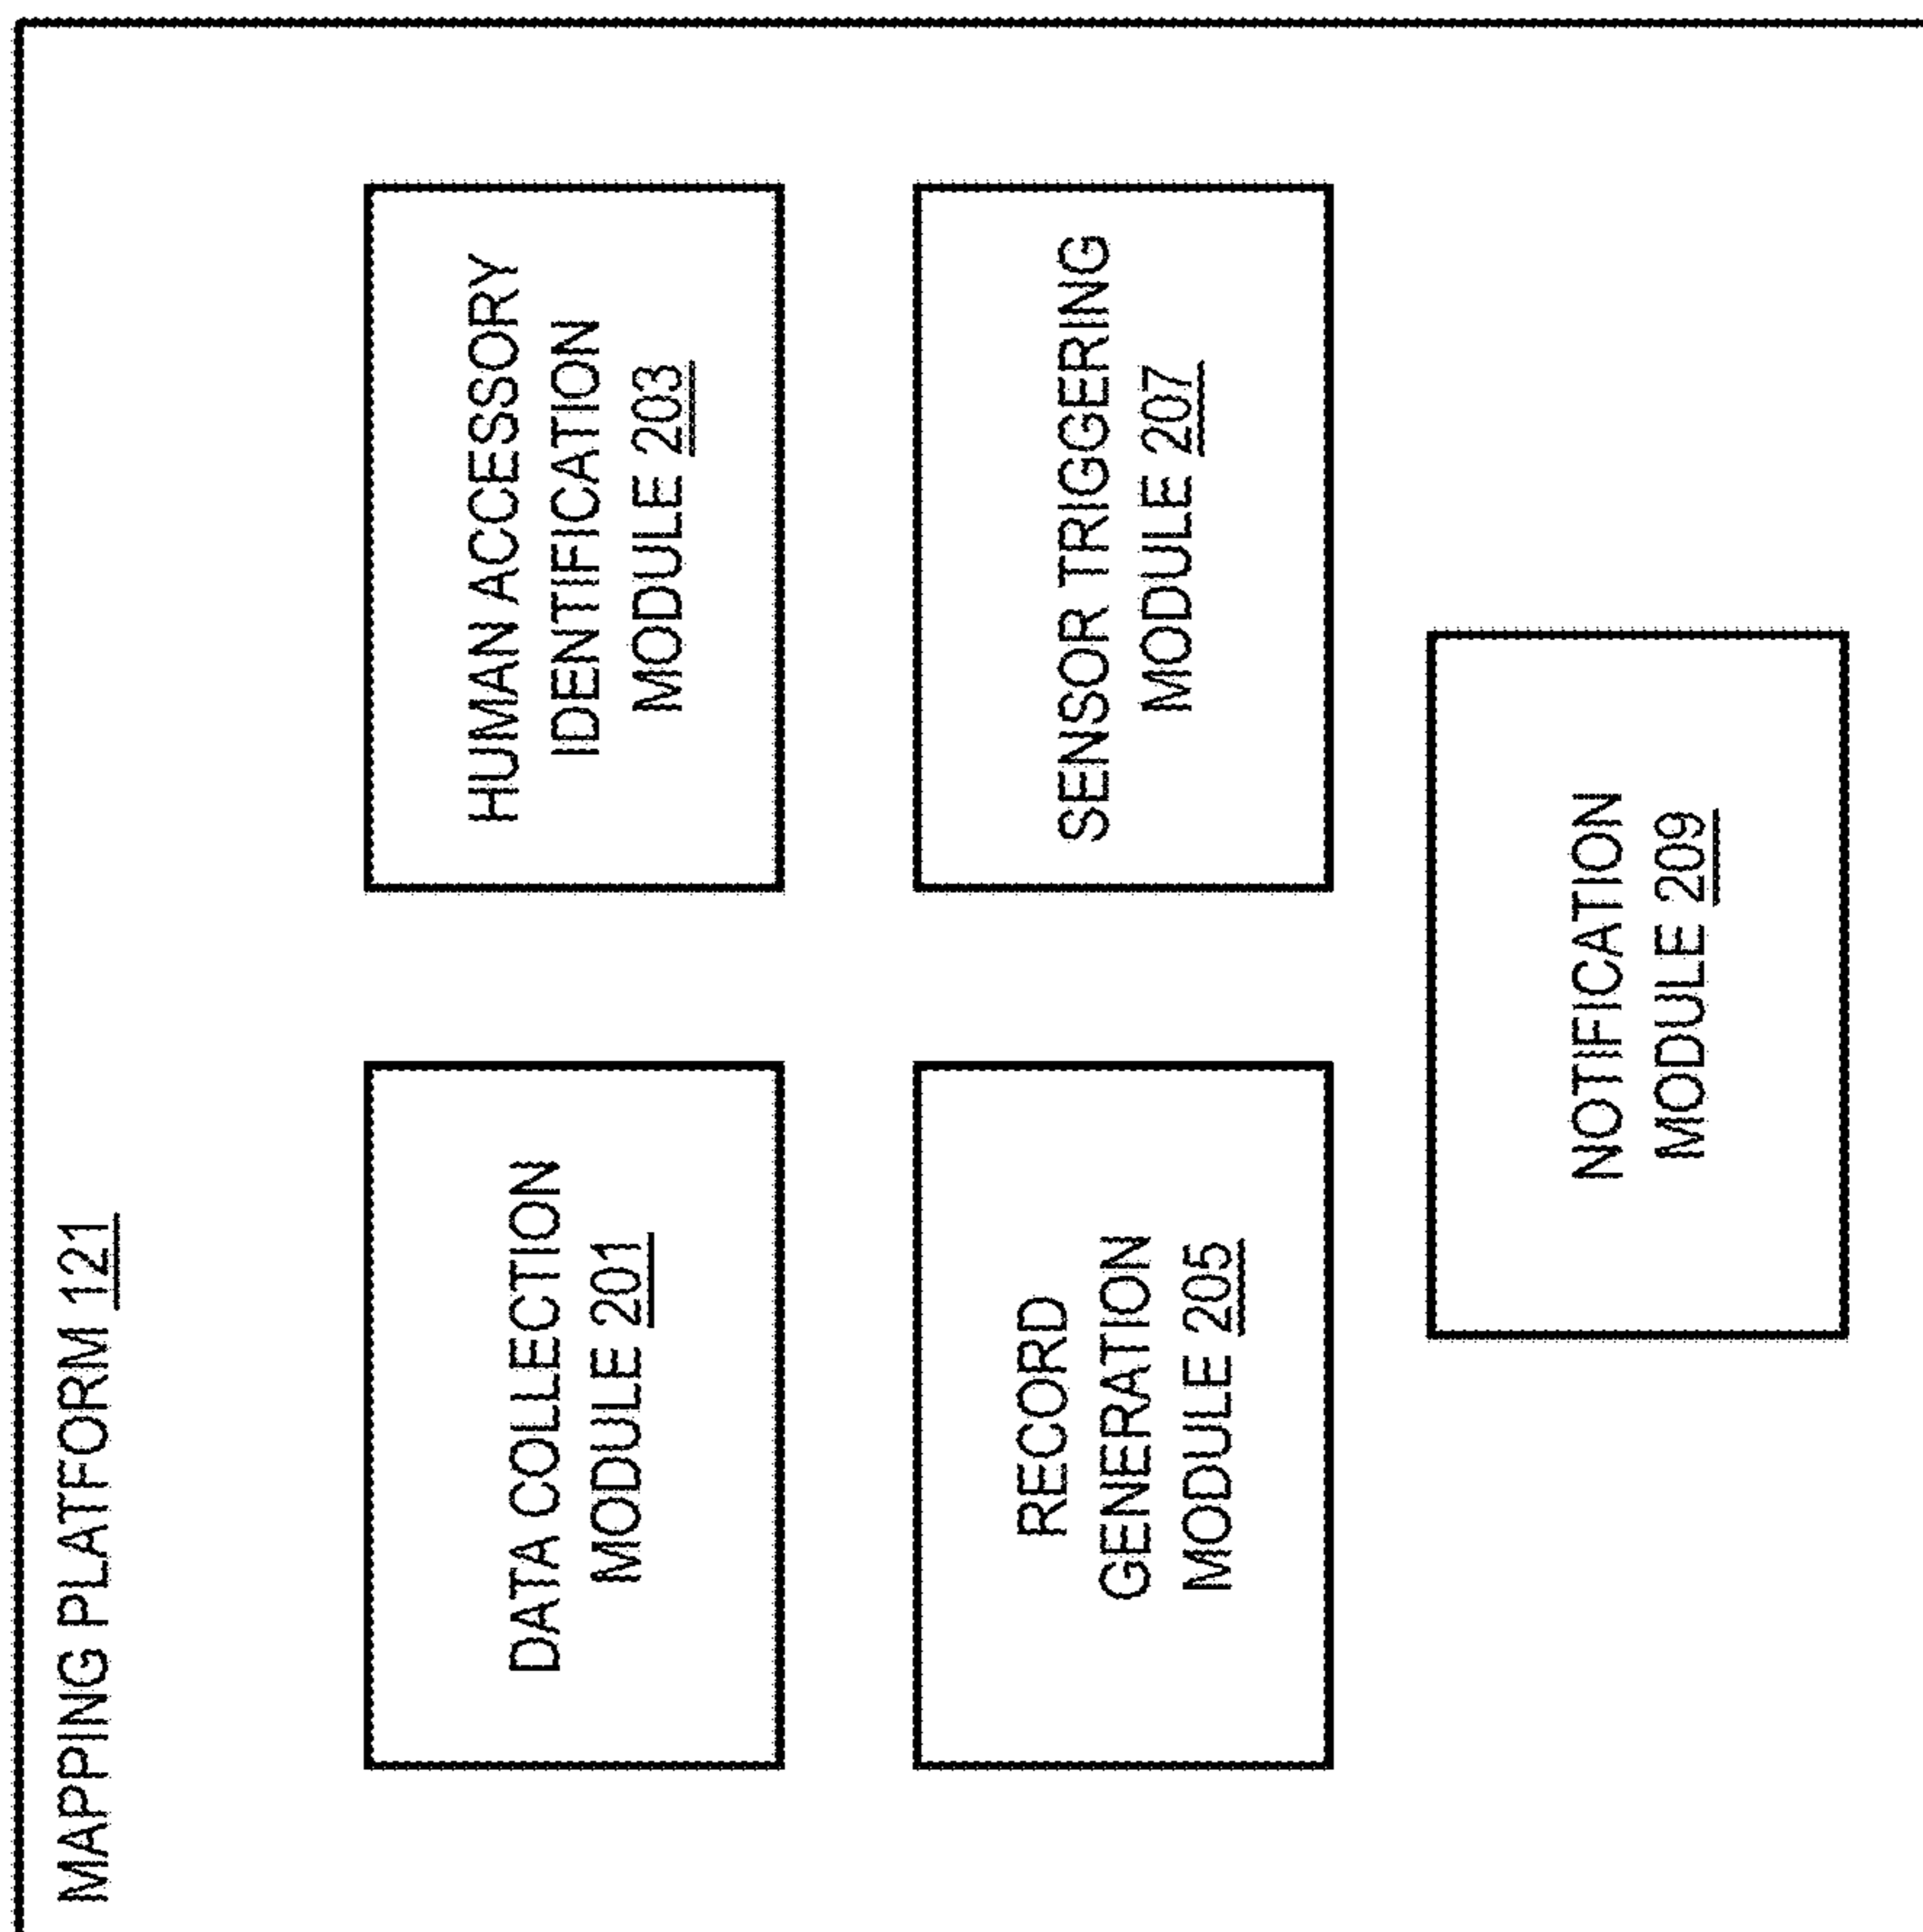 MAPPING PLATFORM 121
DATA COLLECTION
MODULE 201
HUMAN ACCESSORY
IDENTIFICATION
MODULE 203
RECORD
GENERATION
MODULE 205
SENSOR TRIGGERING
MODULE 207
NOTIFICATION
MODULE 209